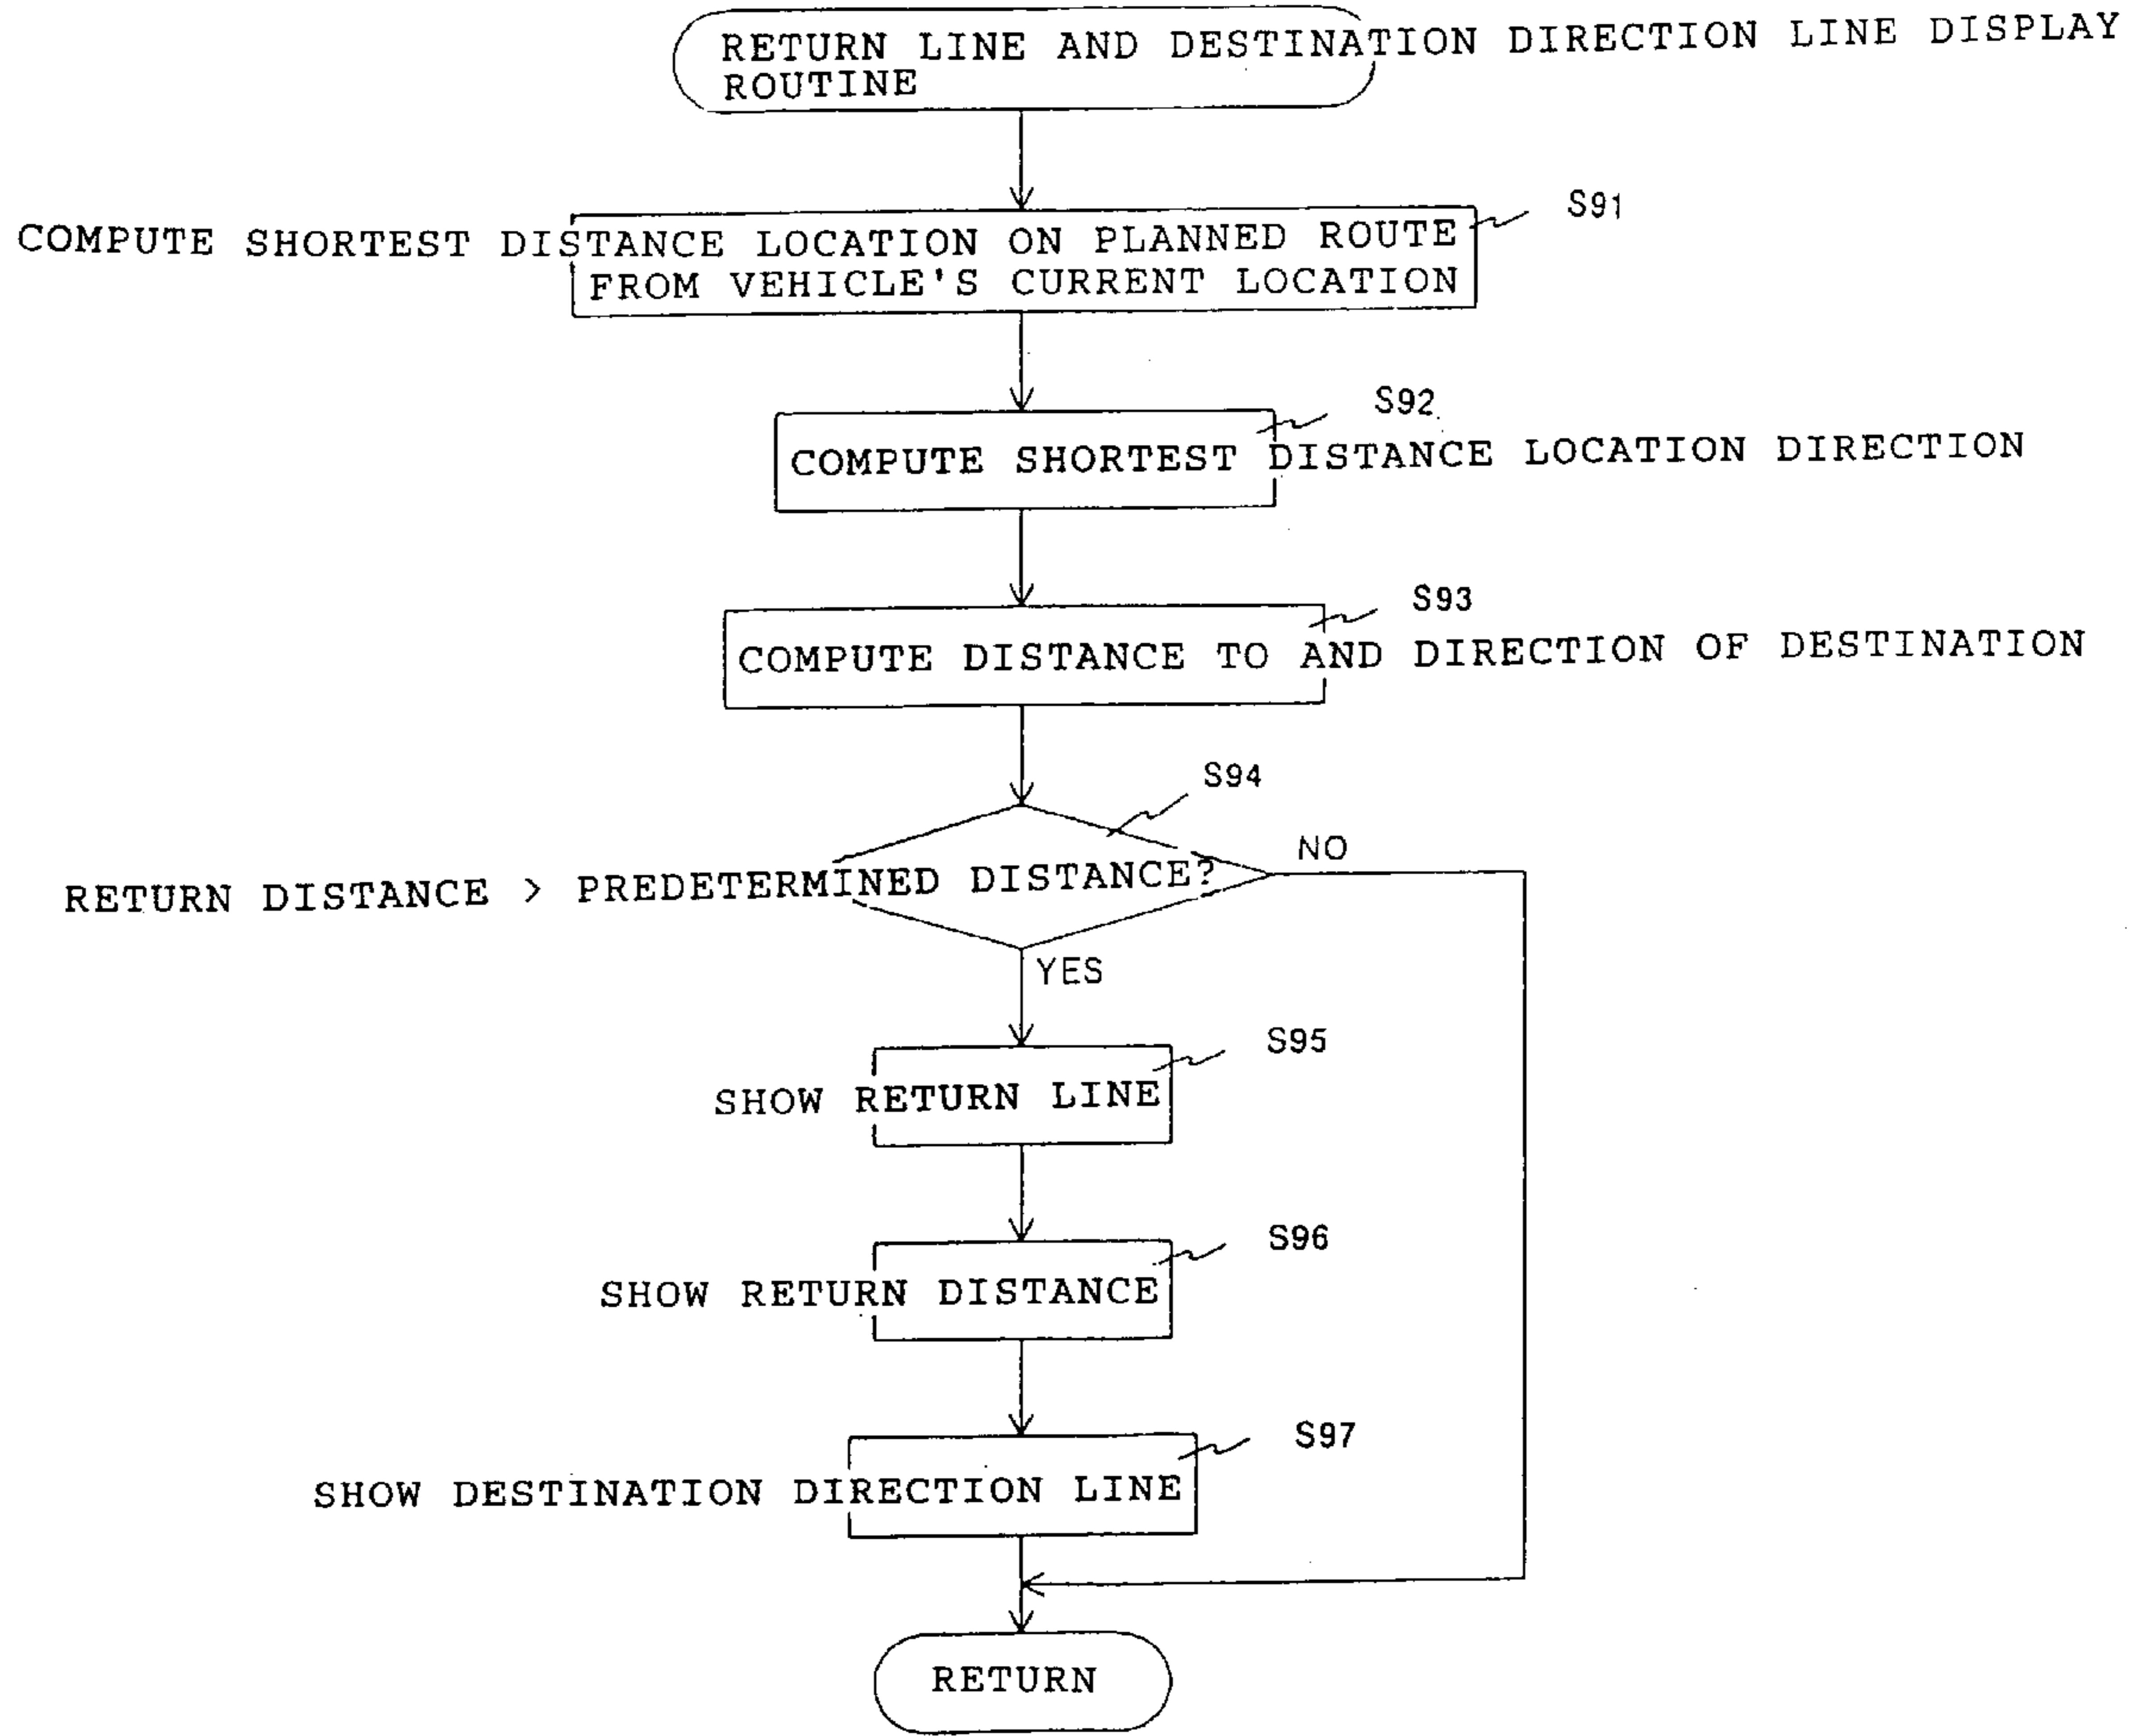 RETURN LINE AND DESTINATION DIRECTION LINE DISPLAY
ROUTINE
S91
COMPUTE SHORTEST DISTANCE LOCATION ON PLANNED ROUTE
FROM VEHICLE'S CURRENT LOCATION
S92
COMPUTE SHORTEST DISTANCE LOCATION DIRECTION
S93
COMPUTE DISTANCE TO AND DIRECTION OF DESTINATION
S94
NO
RETURN DISTANCE > PREDETERMINED DISTANCE?
YES
S95
SHOW RETURN LINE
S96
SHOW RETURN DISTANCE
S97
SHOW DESTINATION DIRECTION LINE
RETURN